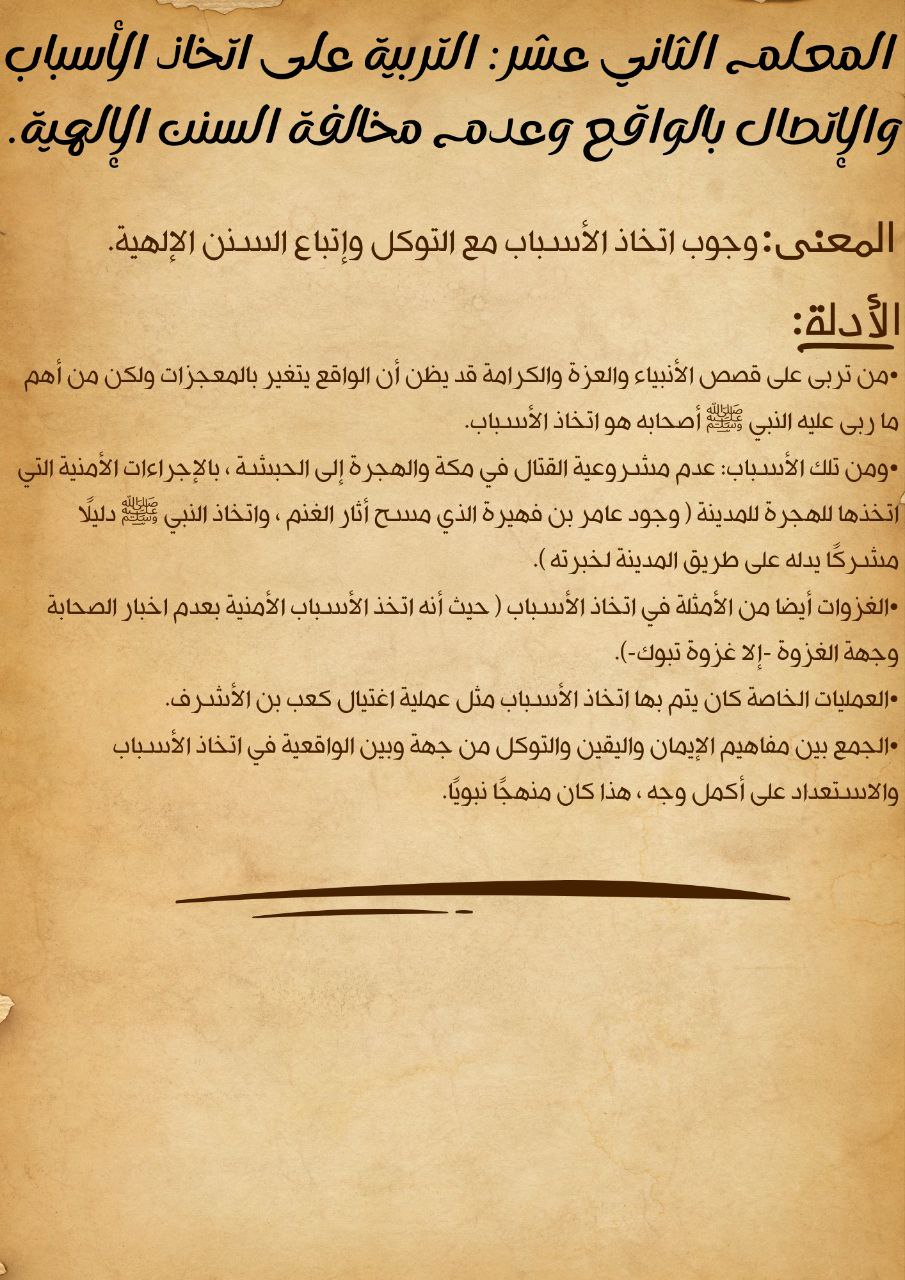 المعلم الثاني عشر: التربية على اتخاذ الأسباب
والإتصال بالواقع وعدم مخالفة السنن الإلهية.
المعنى: وجوب اتخاذ الأسباب مع التوكل وإتباع السنن الإلهية.
الأدلة:
•من تربى على قصص الأنبياء والعزة والكرامة قد يظن أن الواقع يتغير بالمعجزات ولكن من أهم
ما ربى عليه النبي ﷺ أصحابه هو اتخاذ الأسباب.
•ومن تلك الأسباب: عدم مشروعية القتال في مكة والهجرة إلى الحبشة ، بالإجراءات الأمنية التي
اتخذها للهجرة للمدينة ( وجود عامر بن فهيرة الذي مسح أثار الغنم ، واتخاذ النبي ﷺ دليلًا
مشركًا يدله على طريق المدينة لخبرته ).
•الغزوات أيضا من الأمثلة في اتخاذ الأسباب ( حيث أنه اتخذ الأسباب الأمنية بعدم اخبار الصحابة
وجهة الغزوة -إلا غزوة تبوك-).
•العمليات الخاصة كان يتم بها اتخاذ الأسباب مثل عملية اغتيال كعب بن الأشرف.
•الجمع بين مفاهيم الإيمان واليقين والتوكل من جهة وبين الواقعية في اتخاذ الأسباب
والاستعداد على أكمل وجه ، هذا كان منهجًا نبويًا.